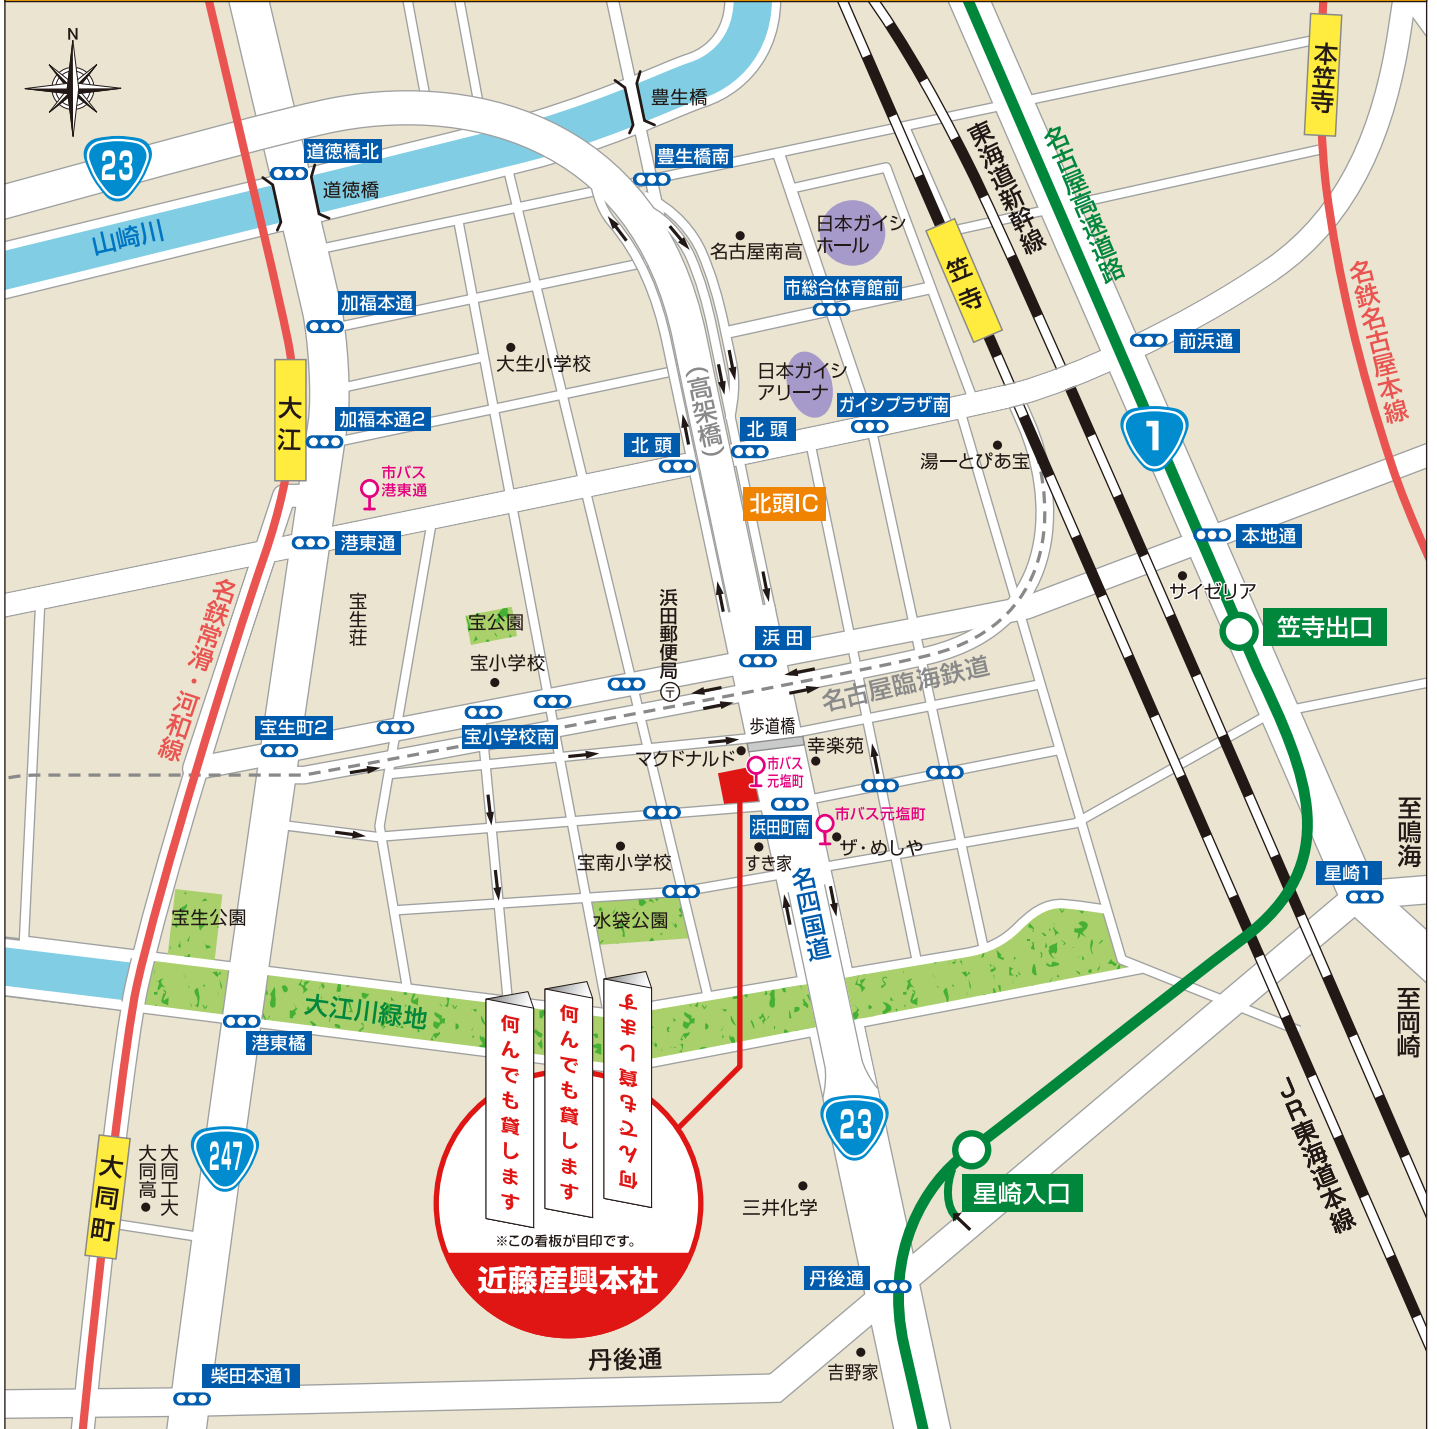 N
23
道徳橋北
道徳橋
山崎川
豊生橋
豊生橋南
本笠寺
東海道新幹線
名古屋高速道路
名古屋南高
日本ガイシ
ホール
笠寺
市総合体育館前
加福本通
大生小学校
前浜通
名鉄名古屋本線
(高架橋)
日本ガイシ
アリーナ
ガイシプラザ南
大江
加福本通2
北頭
北頭
1
湯ーとぴあ宝
市バス
港東通
北頭IC
港東通
本地通
サイゼリア
名鉄常滑・河和線
宝生荘
宝公園
宝小学校
浜田郵便局
〒
浜田
笠寺出口
名古屋臨海鉄道
宝生町2
宝小学校南
歩道橋
マクドナルド
幸楽苑
市バス
元塩町
浜田町南
市バス元塩町
ザ・めしや
すき家
宝南小学校
至鳴海
星崎1
宝生公園
水袋公園
名四国道
大江川緑地
港東橋
至岡崎
何んでも貸します
何んでも貸します
何んでも貸します
※この看板が目印です。
近藤産興本社
23
247
大同町
大同高
大同工大
三井化学
星崎入口
JR東海道本線
丹後通
丹後通
吉野家
柴田本通1